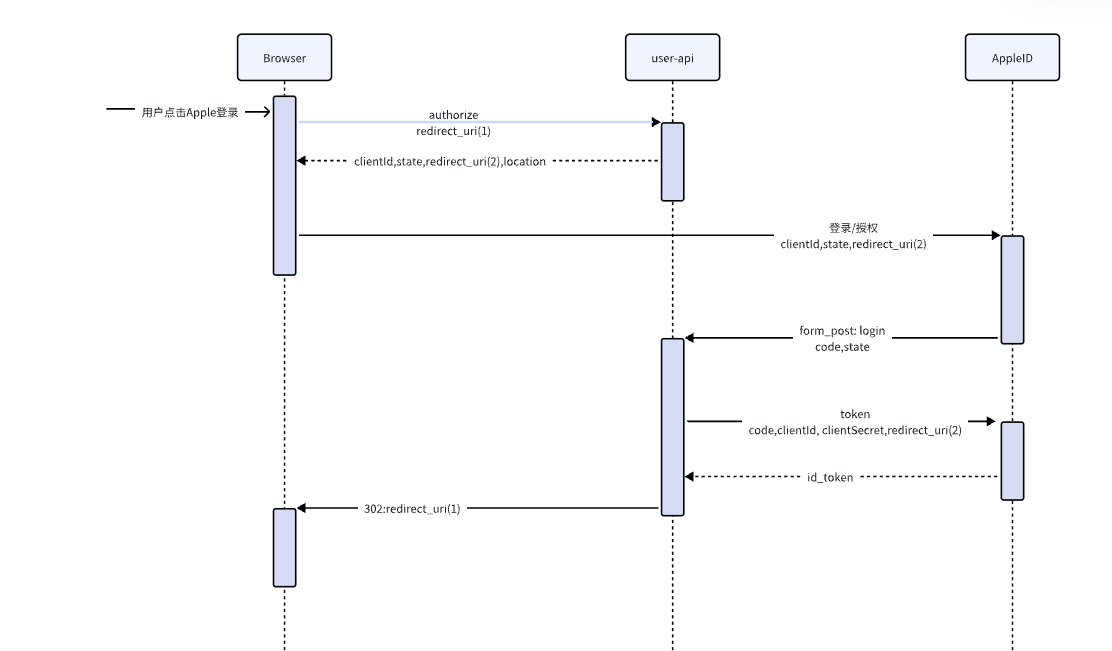 Browser
user-api
AppleID
用户点击Apple登录
authorize
redirect_uri(1)
clientId,state,redirect_uri(2),location
登录/授权
clientId,state,redirect_uri(2)
form_post: login
code,state
token
code,clientId, clientSecret,redirect_uri(2)
id_token
302:redirect_uri(1)